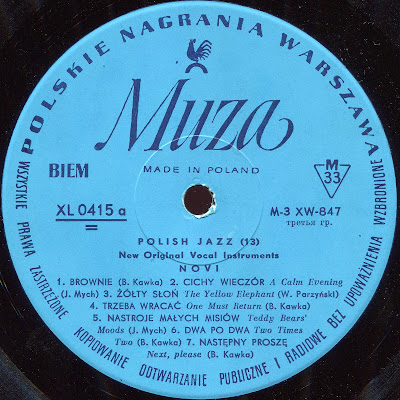 POLSKIE NAGRANIA WARSZAWA
Muza
BIEM
MADE IN POLAND
M
33
XL 0415 a
M-3 XW-847
третья гр.
POLISH JAZZ (13)
New Original Vocal Instruments
NOVI
1. BROWNIE (B. Kawka) 2. CICHY WIECZÓR A Calm Evening
(J. Mych) 3. ŻÓŁTY SŁOŃ The Yellow Elephant (W. Parzyński)
4. TRZEBA WRACAĆ One Must Return (B. Kawka)
5. NASTROJE MAŁYCH MISIÓW Teddy Bears'
Moods (J. Mych) 6. DWA PO DWA Two Times
Two (B. Kawka) 7. NASTĘPNY PROSZĘ
Next, please (B. Kawka)
WSZYSTKIE PRAWA ZASTRZEŻONE KOPIOWANIE ODTWARZANIE PUBLICZNE I RADIOWE BEZ UPOWAŻNIENIA WZBRONIONE